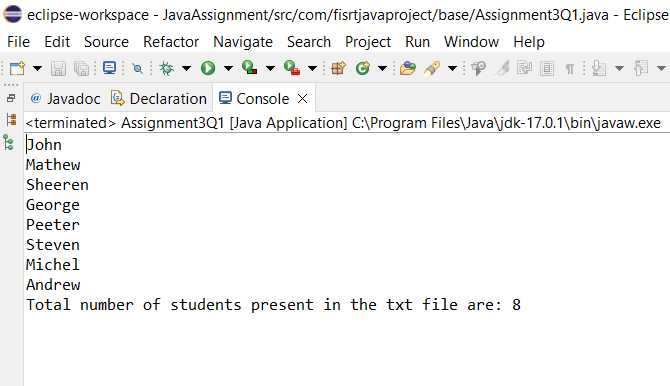 eclipse-workspace - JavaAssignment/src/com/fisrtjavaproject/base/Assignment3Q1.java - Eclipse
File Edit Source Refactor Navigate Search Project Run Window Help
@ Javadoc Declaration Console
<terminated> Assignment3Q1 [Java Application] C:\Program Files\Java\jdk-17.0.1\bin\javaw.exe
John
Mathew
Sheeren
George
Peeter
Steven
Michel
Andrew
Total number of students present in the txt file are: 8